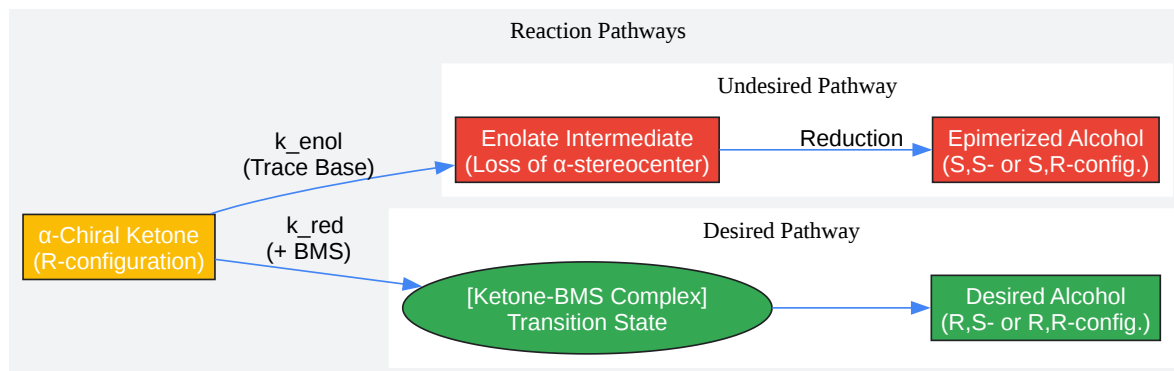 Reaction Pathways
Undesired Pathway
k_enol
(Trace Base)
Enolate Intermediate
(Loss of α-stereocenter)
Reduction
Epimerized Alcohol
(S,S- or S,R-config.)
α-Chiral Ketone
(R-configuration)
k_red
(+ BMS)
Desired Pathway
[Ketone-BMS Complex]
Transition State
Desired Alcohol
(R,S- or R,R-config.)